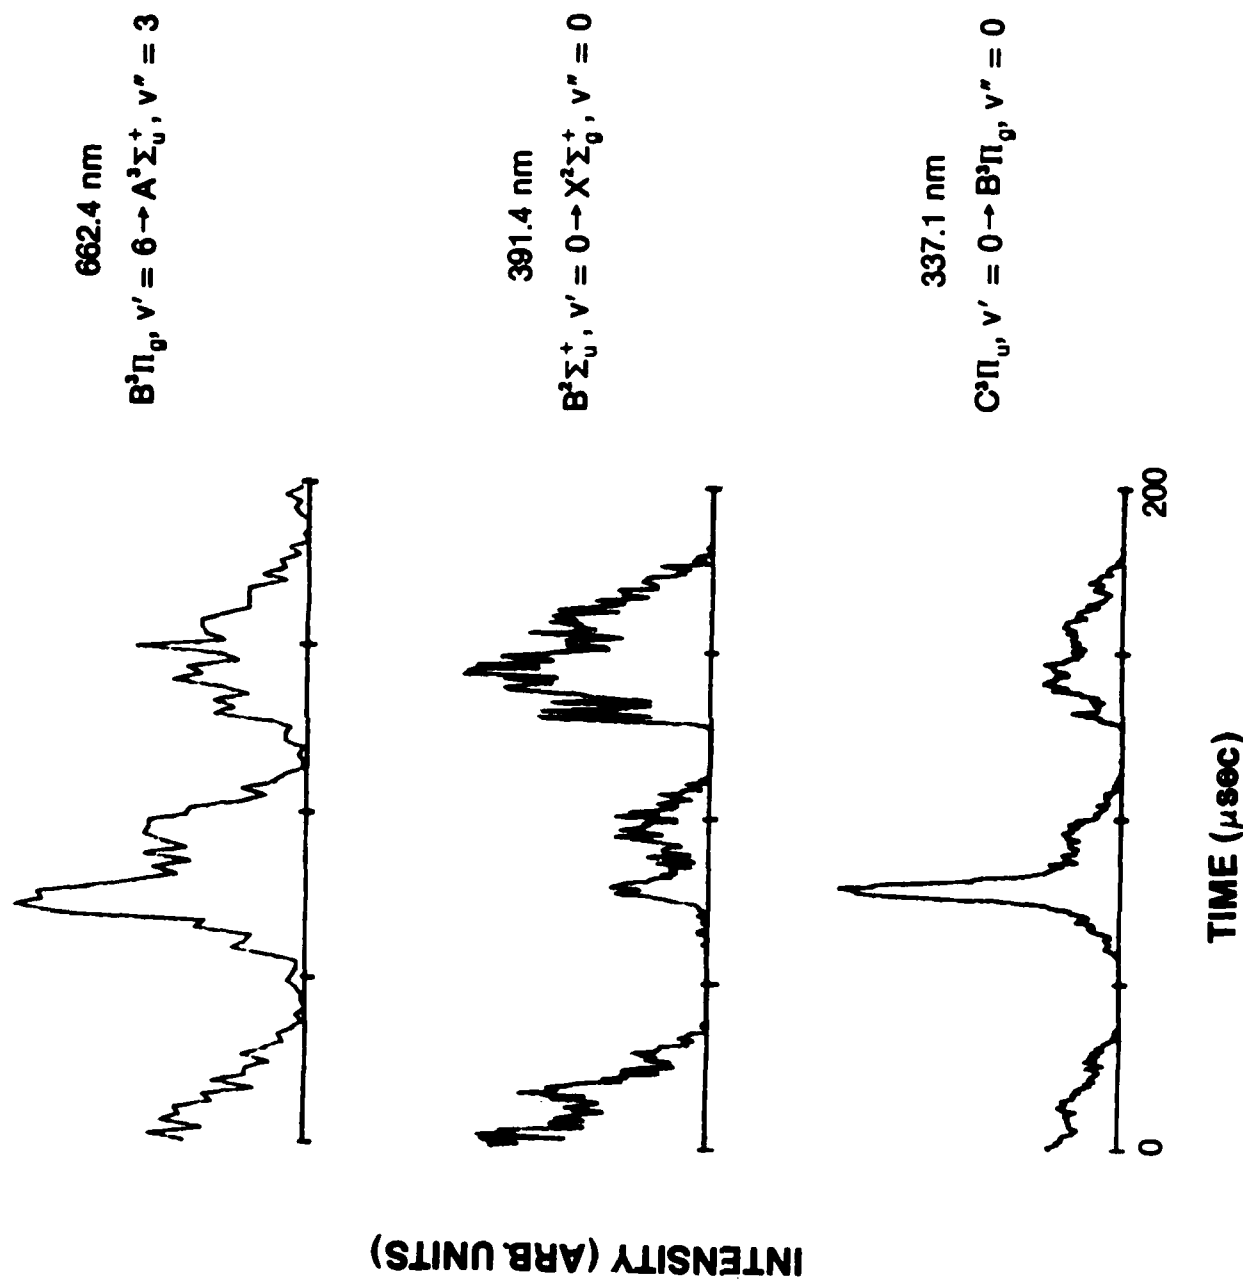 662.4 nm
B³Πg, v' = 6→A³Σu⁺, v" = 3
391.4 nm
B²Σu⁺, v' = 0→X²Σg⁺, v" = 0
337.1 nm
C³Πu, v' = 0→B³Πg, v" = 0
0
200
TIME (μsec)
INTENSITY (ARB. UNITS)